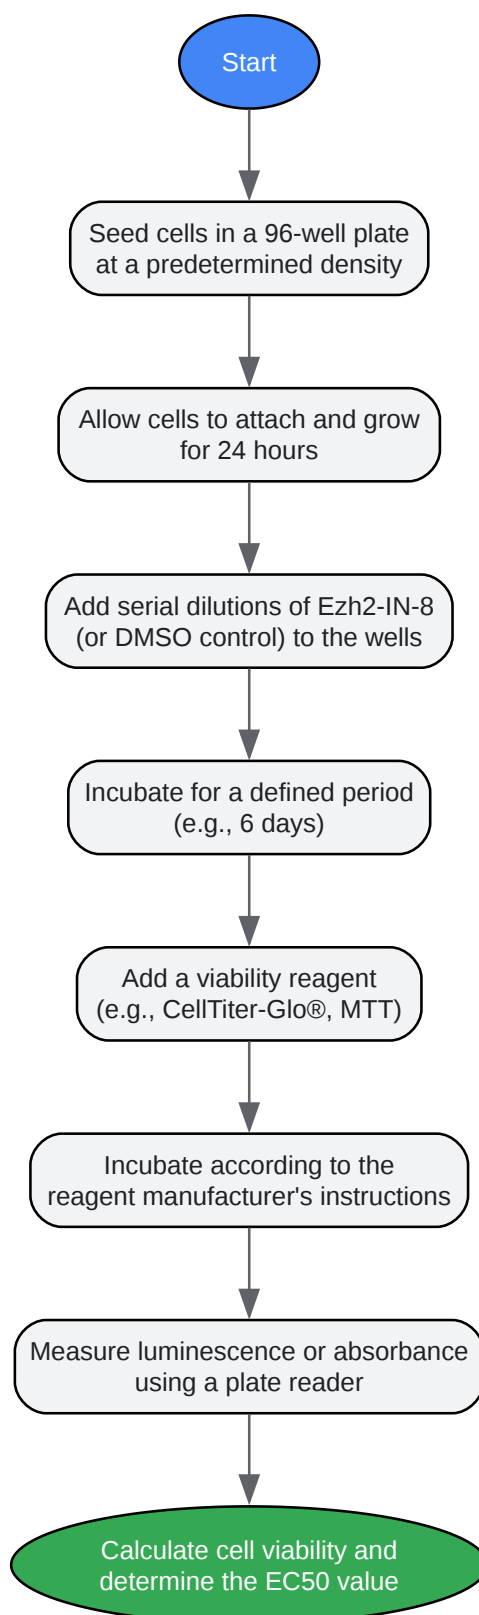 Start
Seed cells in a 96-well plate
at a predetermined density
Allow cells to attach and grow
for 24 hours
Add serial dilutions of Ezh2-IN-8
(or DMSO control) to the wells
Incubate for a defined period
(e.g., 6 days)
Add a viability reagent
(e.g., CellTiter-Glo®, MTT)
Incubate according to the
reagent manufacturer's instructions
Measure luminescence or absorbance
using a plate reader
Calculate cell viability and
determine the EC50 value